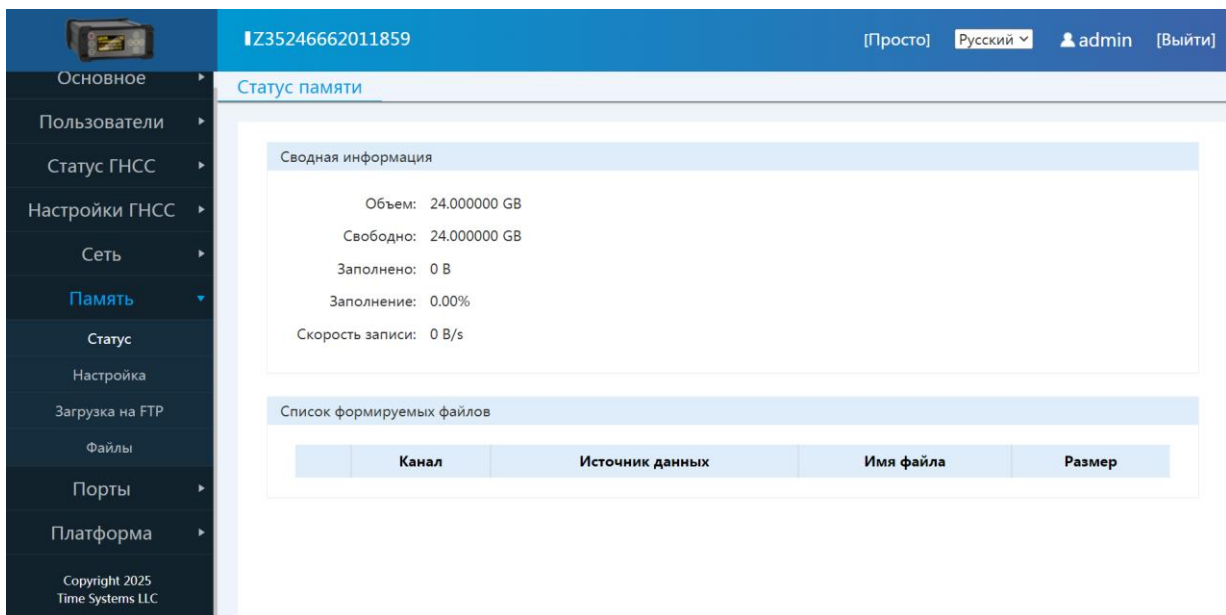 Z35246662011859 [Просто] Русский admin [Выйти]
Основное
Пользователи
Статус ГНСС
Настройки ГНСС
Сеть
Память
Статус
Настройка
Загрузка на FTP
Файлы
Порты
Платформа
Copyright 2025
Time Systems LLC
Статус памяти
Сводная информация
Объем: 24.000000 GB
Свободно: 24.000000 GB
Заполнено: 0 B
Заполнение: 0.00%
Скорость записи: 0 B/s
Список формируемых файлов
Канал Источник данных Имя файла Размер